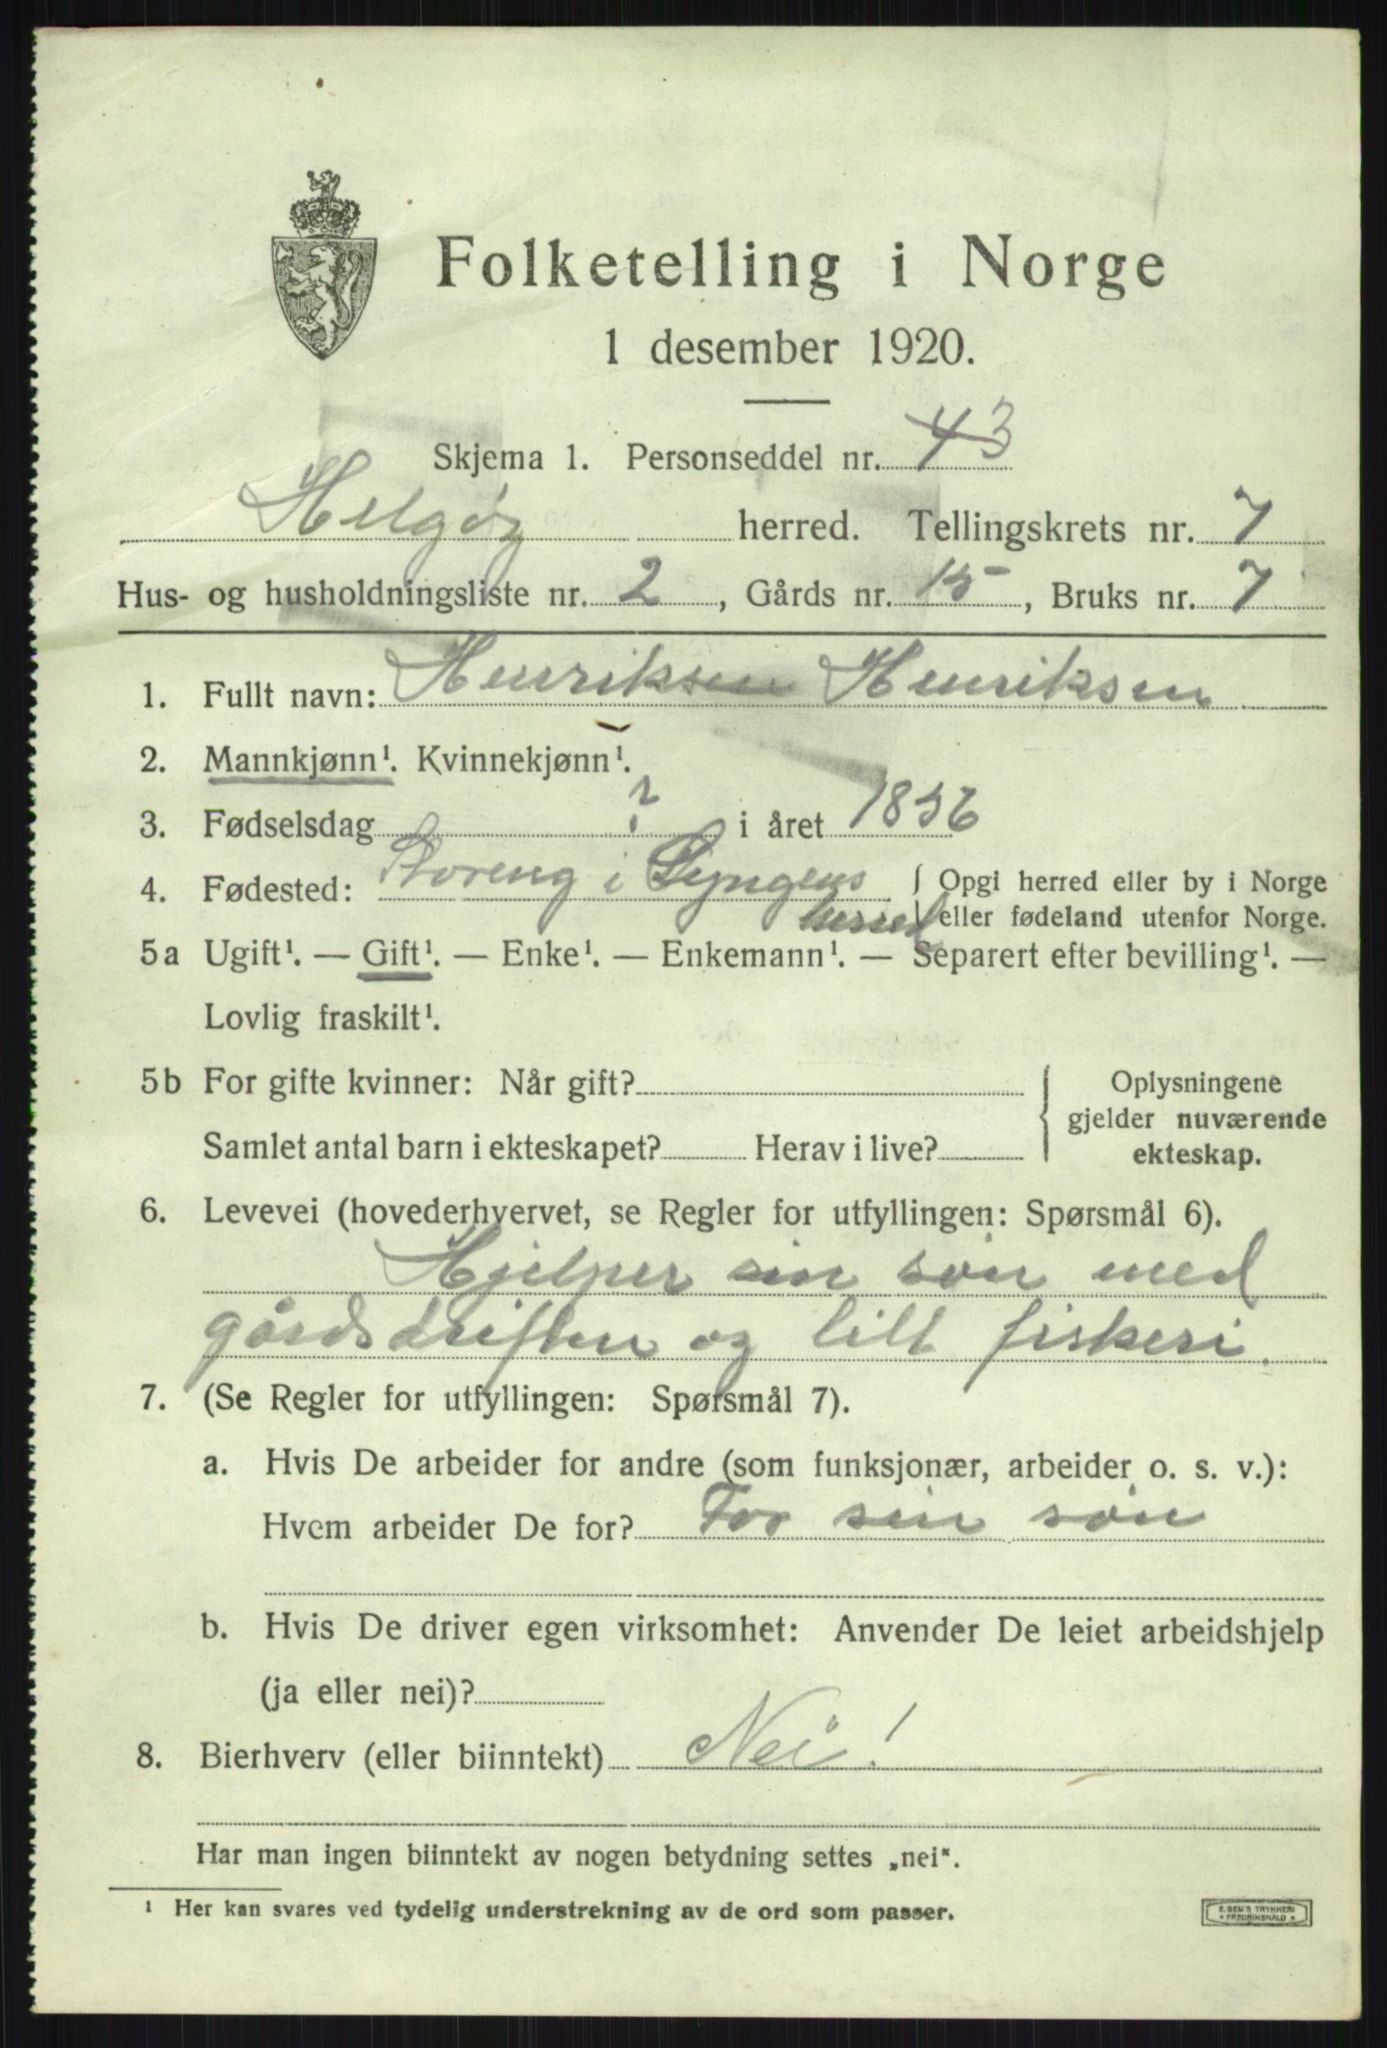 Folketelling i Norge
1 desember 1920.
Skjema 1. Personseddel nr. 43
Helgøy herred. Tellingskrets nr. 7
Hus- og husholdningsliste nr. 2, Gårds nr. 15, Bruks nr. 7
1. Fullt navn: Henriksen Henriksen
2. Mannkjønn¹. Kvinnekjønn¹.
3. Fødselsdag ? i året 1856
4. Fødested: Storeng i Lyngens herred { Opgi herred eller by i Norge
eller fødeland utenfor Norge.
5a Ugift¹. — Gift¹. — Enke¹. — Enkemann¹. — Separert efter bevilling¹. —
Lovlig fraskilt¹.
5b For gifte kvinner: Når gift? { Oplysningene
gjelder nuværende
Samlet antal barn i ekteskapet? Herav i live? ekteskap.
6. Levevei (hovederhvervet, se Regler for utfyllingen: Spørsmål 6).
Hjelper sin søn med
gårdsdriften og litt fiskeri
7. (Se Regler for utfyllingen: Spørsmål 7).
a. Hvis De arbeider for andre (som funksjonær, arbeider o. s. v.):
Hvem arbeider De for? For sin søn
b. Hvis De driver egen virksomhet: Anvender De leiet arbeidshjelp
(ja eller nei)?
8. Bierhverv (eller biinntekt) Nei!
Har man ingen biinntekt av nogen betydning settes „nei“.
¹ Her kan svares ved tydelig understrekning av de ord som passer.
E. SEM'S TRYKKERI
* FREDRIKSHALD *